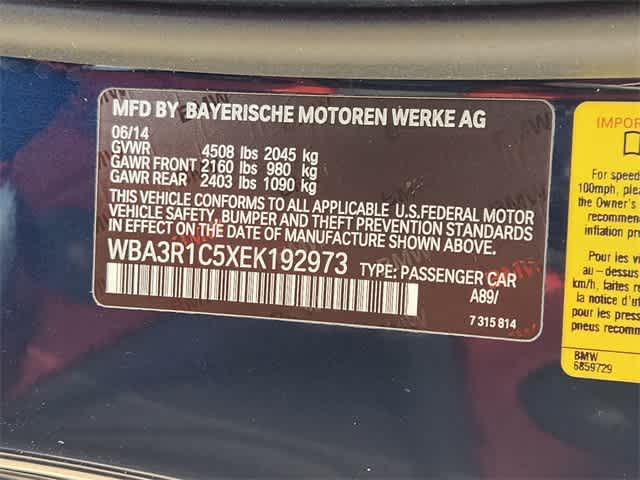 MFD BY BAYERISCHE MOTOREN WERKE AG
06/14
GVWR 4508 lbs 2045 kg
GAWR FRONT 2160 lbs 980 kg
GAWR REAR 2403 lbs 1090 kg
THIS VEHICLE CONFORMS TO ALL APPLICABLE U.S.FEDERAL MOTOR
VEHICLE SAFETY, BUMPER AND THEFT PREVENTION STANDARDS
IN EFFECT ON THE DATE OF MANUFACTURE SHOWN ABOVE.
WBA3R1C5XEK192973 TYPE: PASSENGER CAR
A89/
7 315 814
IMPOR
For speed
100mph, ple
the Owner's
recommen
inflation pre
Pour les vi
au-dessus
km/h, faites
la notice d'in
pour les pres
pneus recomm
BMW
6859729